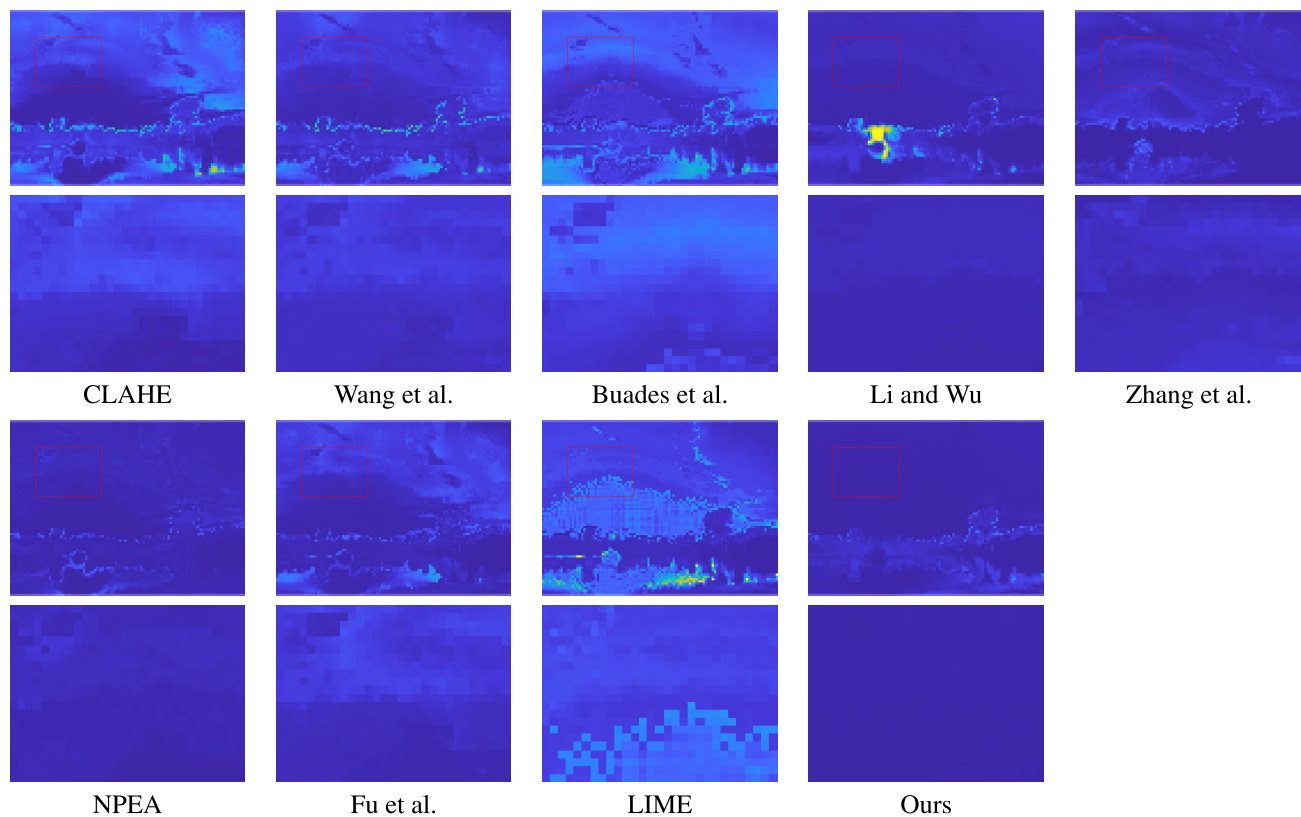 CLAHE
Wang et al.
Buades et al.
Li and Wu
Zhang et al.
NPEA
Fu et al.
LIME
Ours